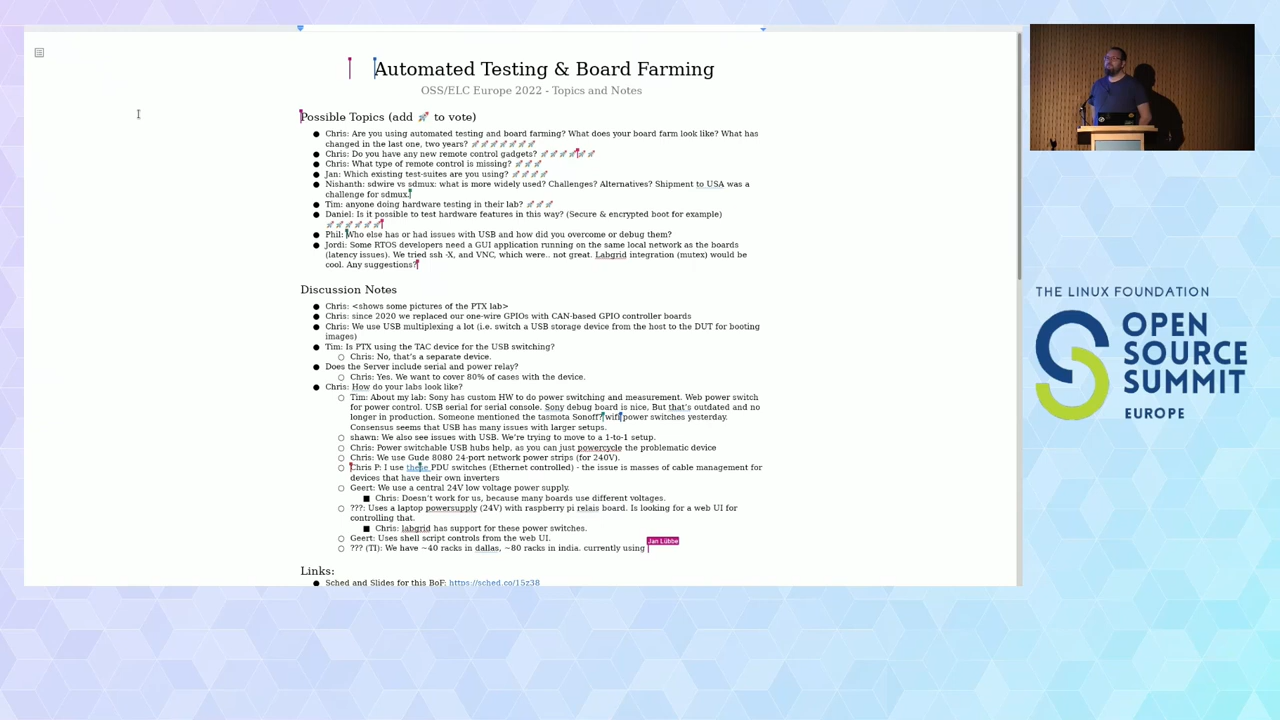 Automated Testing & Board Farming
OSS/ELC Europe 2022 - Topics and Notes
Possible Topics (add 🚀 to vote)
● Chris: Are you using automated testing and board farming? What does your board farm look like? What has
changed in the last one, two years? 🚀🚀🚀🚀🚀🚀🚀
● Chris: Do you have any new remote control gadgets? 🚀🚀🚀🚀🚀🚀
● Chris: What type of remote control is missing? 🚀🚀🚀
● Jan: Which existing test-suites are you using? 🚀🚀🚀🚀
● Nishanth: sdwire vs sdmux: what is more widely used? Challenges? Alternatives? Shipment to USA was a
challenge for sdmux.
● Tim: anyone doing hardware testing in their lab? 🚀🚀🚀
● Daniel: Is it possible to test hardware features in this way? (Secure & encrypted boot for example)
🚀🚀🚀🚀🚀🚀
● Phil: Who else has or had issues with USB and how did you overcome or debug them?
● Jordi: Some RTOS developers need a GUI application running on the same local network as the boards
(latency issues). We tried ssh -X, and VNC, which were.. not great. Labgrid integration (mutex) would be
cool. Any suggestions?
Discussion Notes
● Chris: <shows some pictures of the PTX lab>
● Chris: since 2020 we replaced our one-wire GPIOs with CAN-based GPIO controller boards
● Chris: We use USB multiplexing a lot (i.e. switch a USB storage device from the host to the DUT for booting
images)
● Tim: Is PTX using the TAC device for the USB switching?
○ Chris: No, that's a separate device.
● Does the Server include serial and power relay?
○ Chris: Yes. We want to cover 80% of cases with the device.
● Chris: How do your labs look like?
○ Tim: About my lab: Sony has custom HW to do power switching and measurement. Web power switch
for power control. USB serial for serial console. Sony debug board is nice, But that's outdated and no
longer in production. Someone mentioned the tasmota Sonoff? wifi power switches yesterday.
Consensus seems that USB has many issues with larger setups.
○ shawn: We also see issues with USB. We're trying to move to a 1-to-1 setup.
○ Chris: Power switchable USB hubs help, as you can just powercycle the problematic device
○ Chris: We use Gude 8080 24-port network power strips (for 240V).
○ Chris P: I use these PDU switches (Ethernet controlled) - the issue is masses of cable management for
devices that have their own inverters
○ Geert: We use a central 24V low voltage power supply.
■ Chris: Doesn't work for us, because many boards use different voltages.
○ ???: Uses a laptop powersupply (24V) with raspberry pi relais board. Is looking for a web UI for
controlling that.
■ Chris: labgrid has support for these power switches.
○ Geert: Uses shell script controls from the web UI.
Jan Lübbe
○ ??? (TI): We have ~40 racks in dallas, ~80 racks in india. currently using
Links:
● Sched and Slides for this BoF: https://sched.co/15z38
THE LINUX FOUNDATION
OPEN
SOURCE
SUMMIT
EUROPE